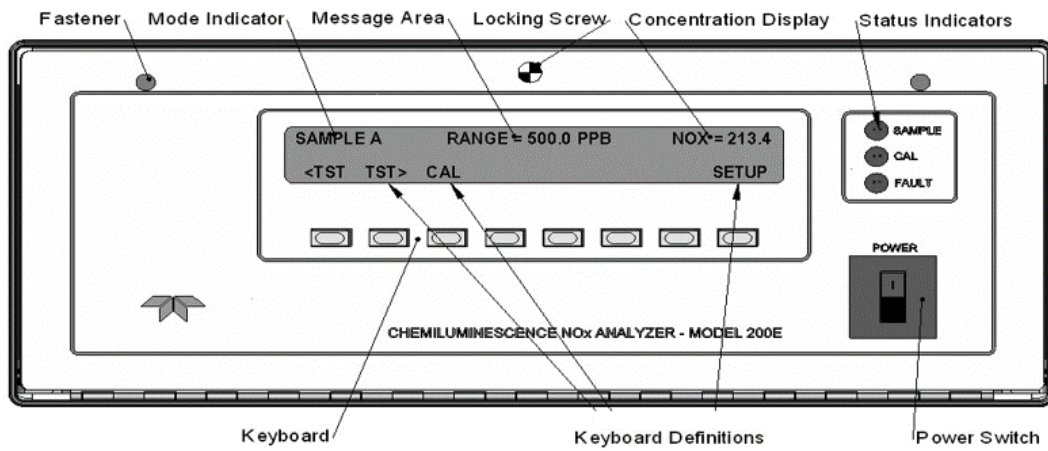 Fastener Mode Indicator Message Area Locking Screw Concentration Display Status Indicators
SAMPLE A RANGE = 500.0 PPB NOX = 213.4
<TST TST> CAL SETUP
SAMPLE
CAL
FAULT
POWER
I
CHEMILUMINESCENCE NOx ANALYZER - MODEL 200E
Keyboard Keyboard Definitions Power Switch